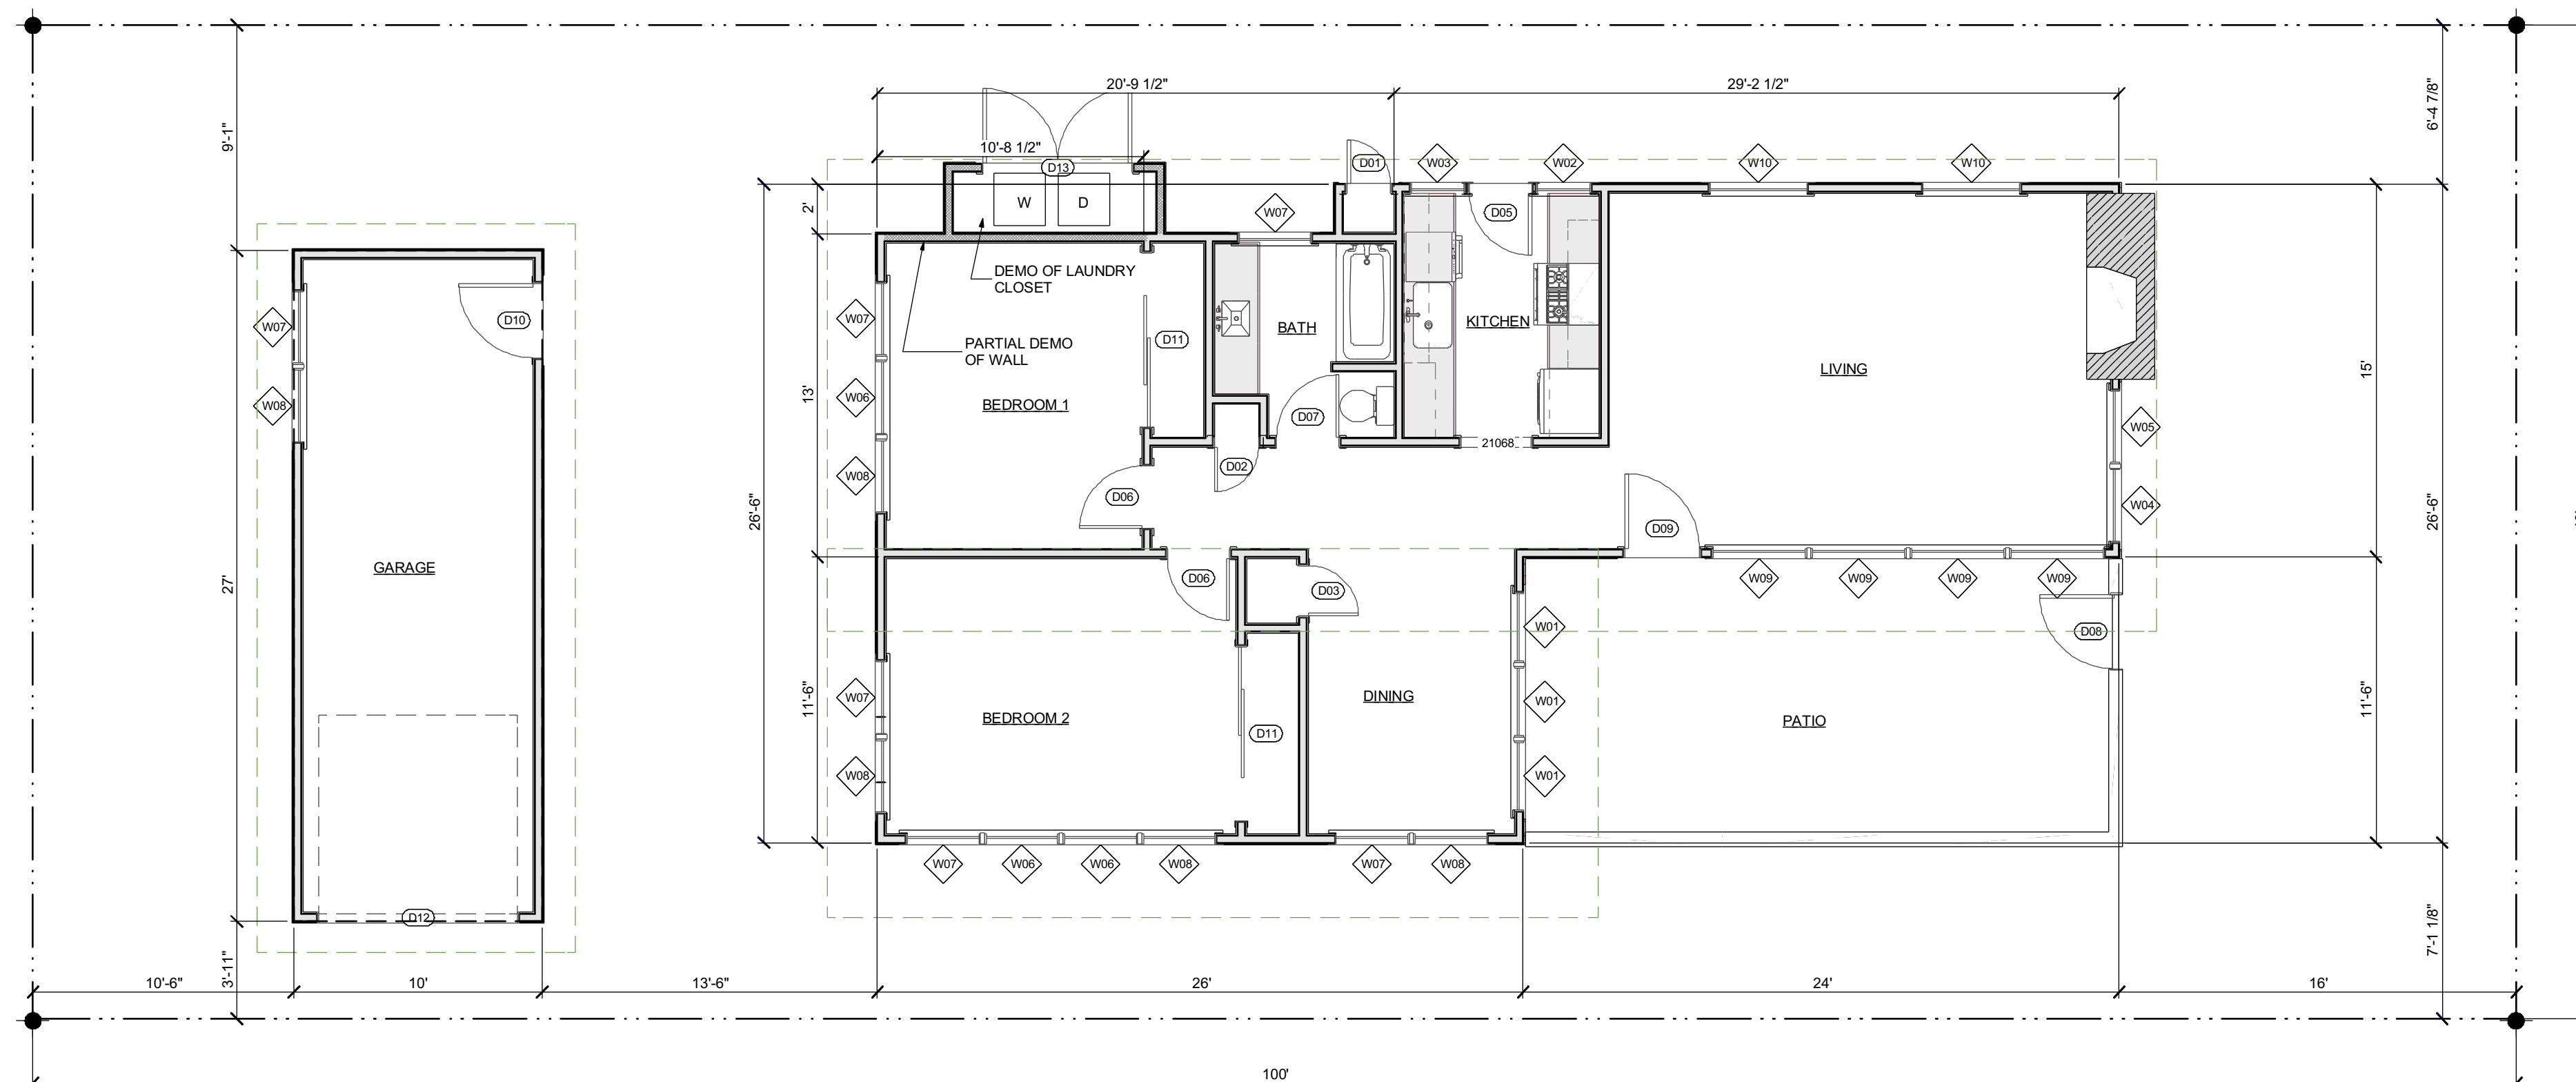 20'-9 1/2"
29'-2 1/2"
9'-1"
6'-4 7/8"
10'-8 1/2"
D13
D01
W03
W02
W10
W10
2'
W
D
W07
D05
DEMO OF LAUNDRY
CLOSET
W07
D10
W07
PARTIAL DEMO
OF WALL
D11
BATH
KITCHEN
LIVING
15'
W08
13'
W06
BEDROOM 1
D07
21068
W05
W08
D02
D06
26'-6"
D09
W04
26'-6"
GARAGE
27'
D06
D03
W09
W09
W09
W09
W01
D08
11'-6"
W07
BEDROOM 2
D11
DINING
W01
PATIO
11'-6"
W08
W01
W07
W06
W06
W08
W07
W08
D12
3'-11"
7'-1 1/8"
10'-6"
10'
13'-6"
26'
24'
16'
100'